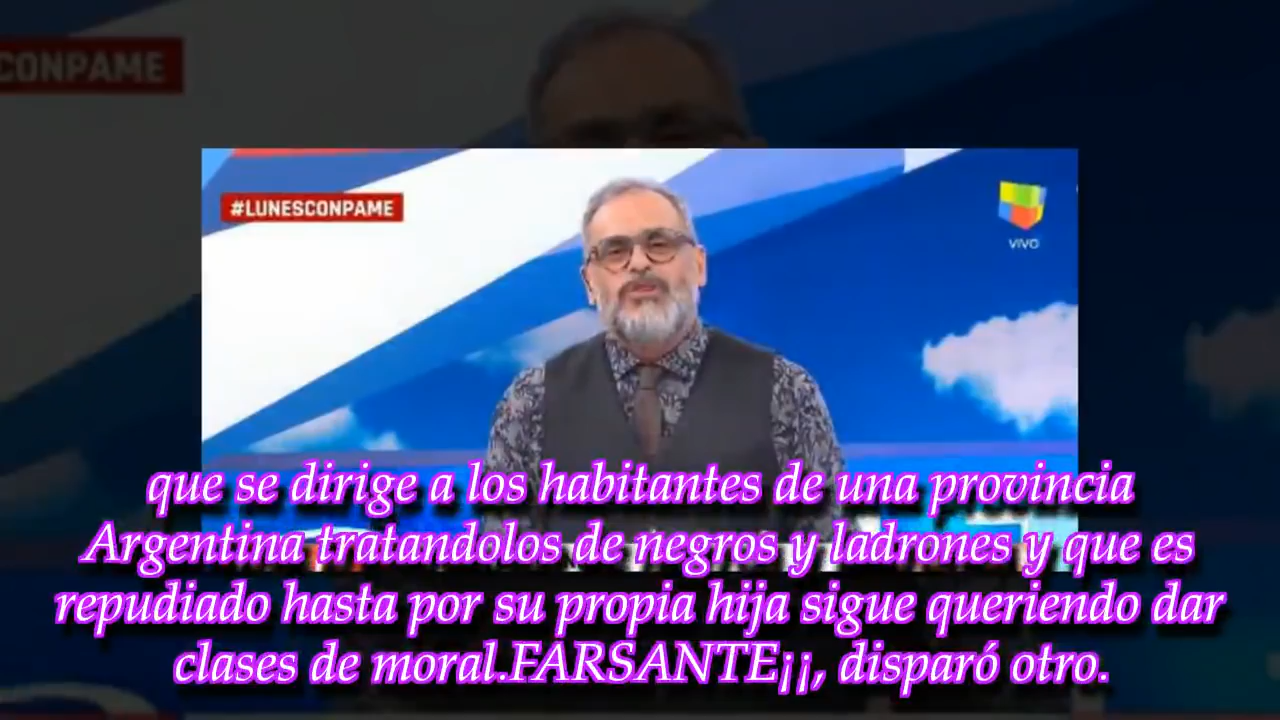 CONPAME
#LUNESCONPAME
VIVO
que se dirige a los habitantes de una provincia
Argentina tratandolos de negros y ladrones y que es
repudiado hasta por su propia hija sigue queriendo dar
clases de moral.FARSANTE¡¡, disparó otro.